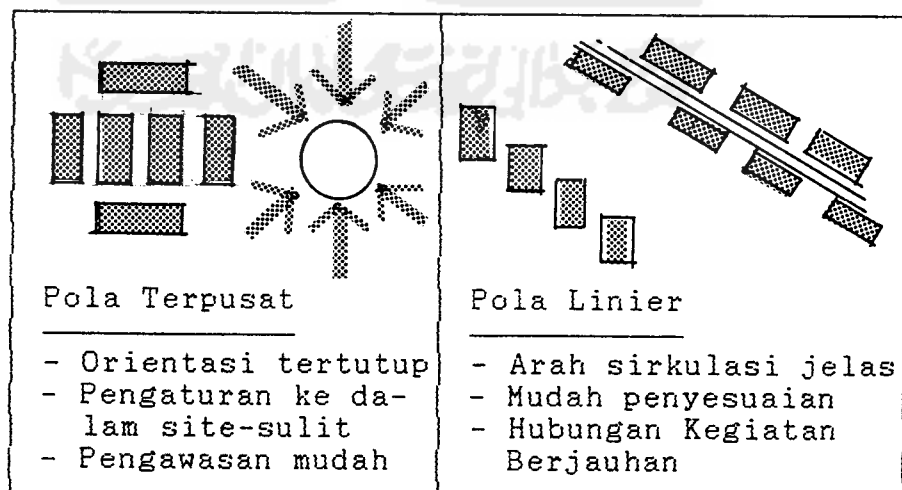 Pola Terpusat
- Orientasi tertutup
- Pengaturan ke da-
lam site-sulit
- Pengawasan mudah
Pola Linier
- Arah sirkulasi jelas
- Mudah penyesuaian
- Hubungan Kegiatan
Berjauhan